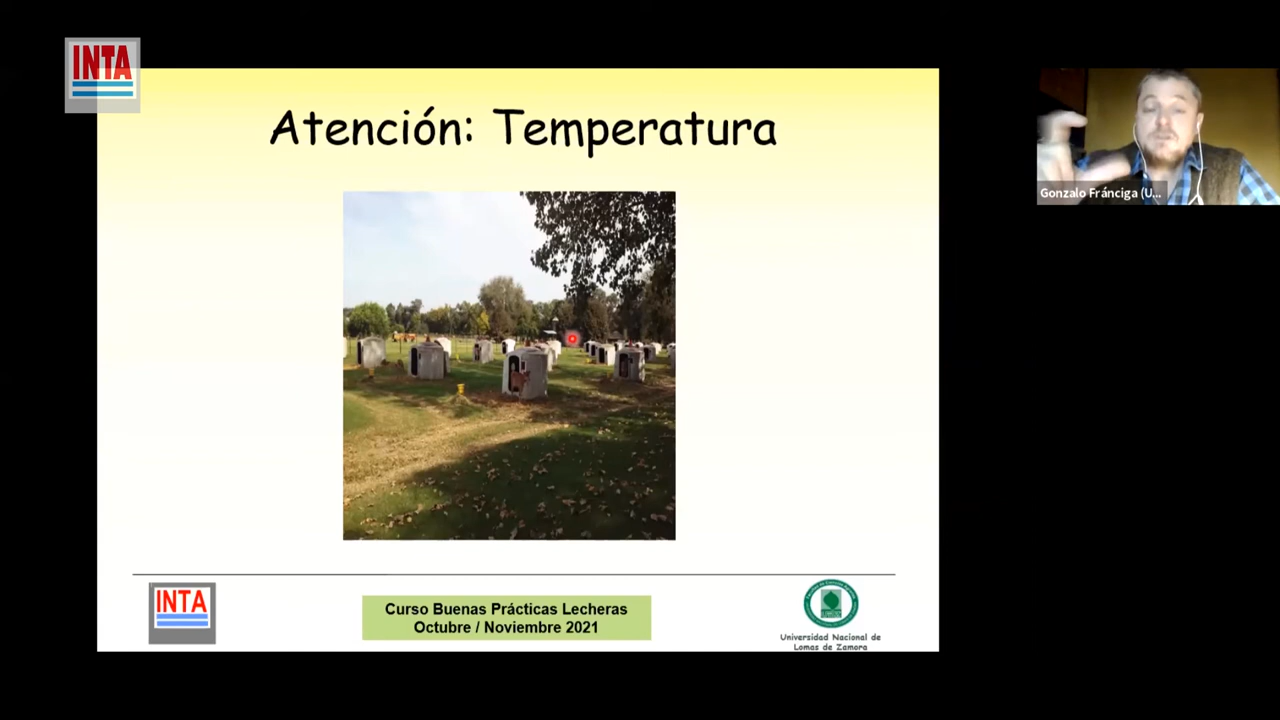 INTA
Atención: Temperatura
Gonzalo Fránciga (U...
INTA
Curso Buenas Prácticas Lecheras
Octubre / Noviembre 2021
Universidad Nacional de
Lomas de Zamora